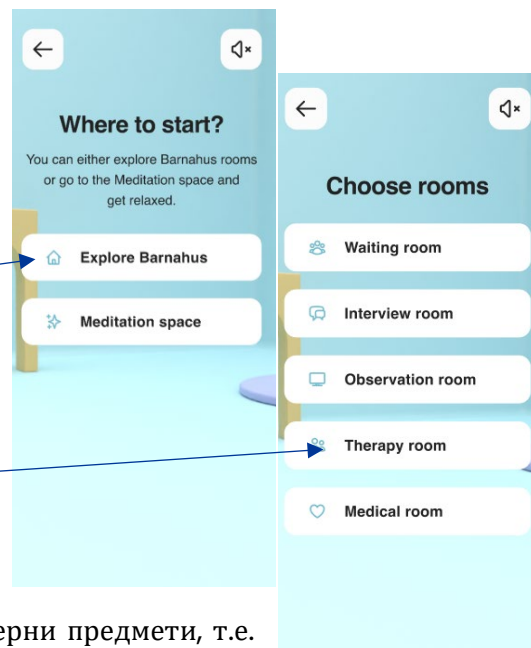 Where to start?
You can either explore Barnahus rooms
or go to the Meditation space and
get relaxed.
Explore Barnahus
Meditation space
Choose rooms
Waiting room
Interview room
Observation room
Therapy room
Medical room
предмети, т.е.